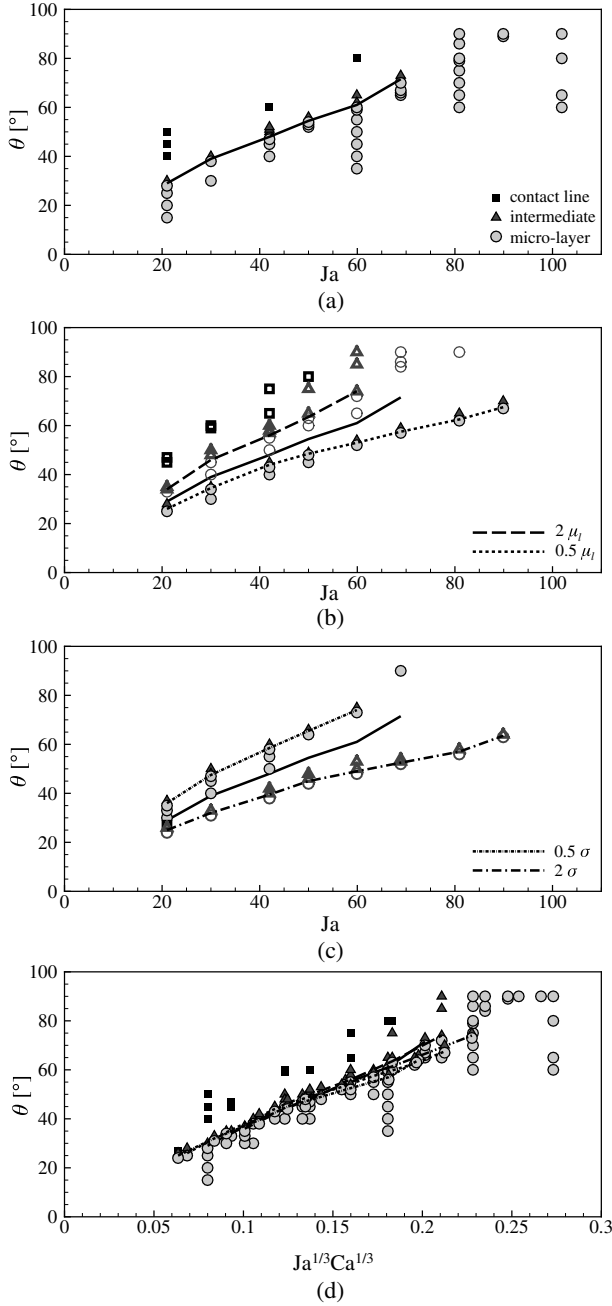 100
80
60
40
20
0
θ [°]
contact line
intermediate
micro-layer
0 20 40 60 80 100
Ja
(a)
100
80
60
40
20
0
θ [°]
2 μl
0.5 μl
0 20 40 60 80 100
Ja
(b)
100
80
60
40
20
0
θ [°]
0.5 σ
2 σ
0 20 40 60 80 100
Ja
(c)
100
80
60
40
20
0
θ [°]
0 0.05 0.1 0.15 0.2 0.25 0.3
Ja1/3Ca1/3
(d)